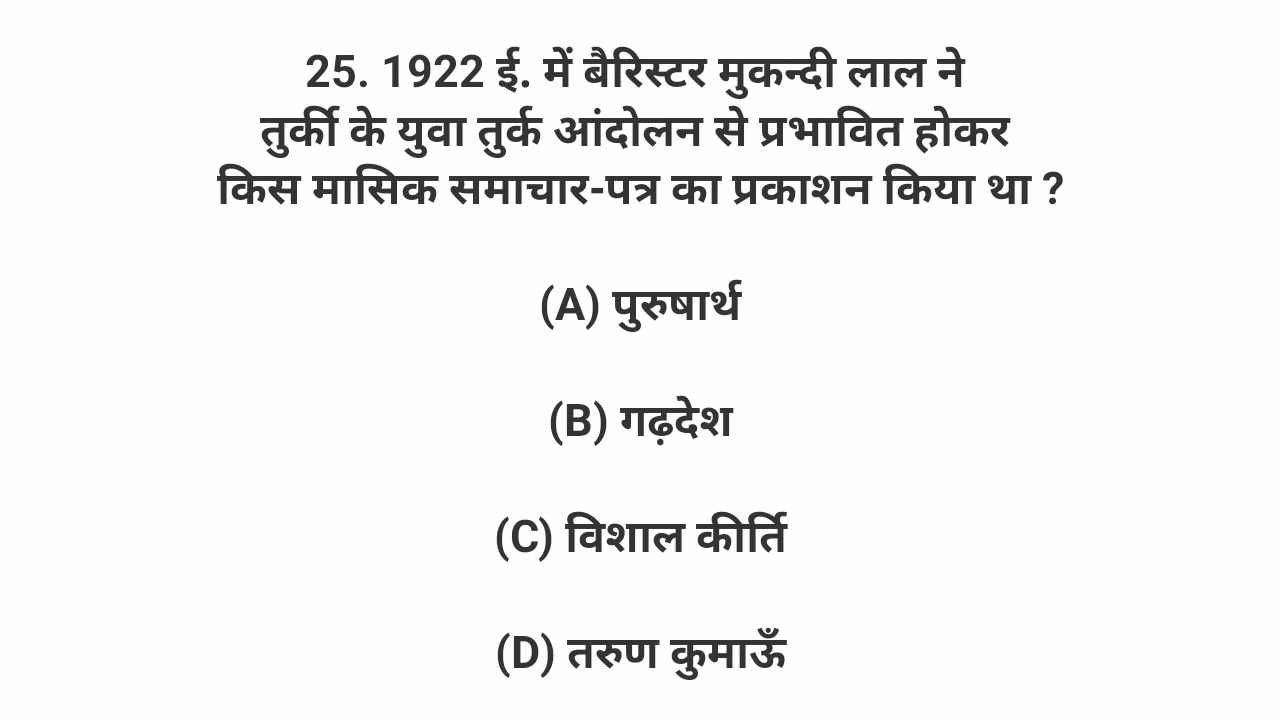 25. 1922 ई. में बैरिस्टर मुकन्दी लाल ने
तुर्की के युवा तुर्क आंदोलन से प्रभावित होकर
किस मासिक समाचार-पत्र का प्रकाशन किया था ?
(A) पुरुषार्थ
(B) गढ़देश
(C) विशाल कीर्ति
(D) तरुण कुमाऊँ